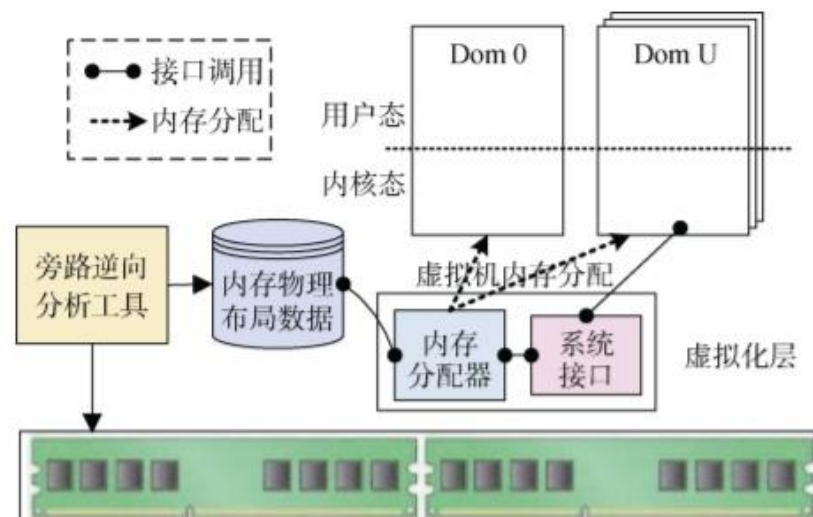 接口调用
内存分配
Dom 0
Dom U
用户态
内核态
旁路逆向
分析工具
内存物理
布局数据
虚拟机内存分配
内存
分配器
系统
接口
虚拟化层